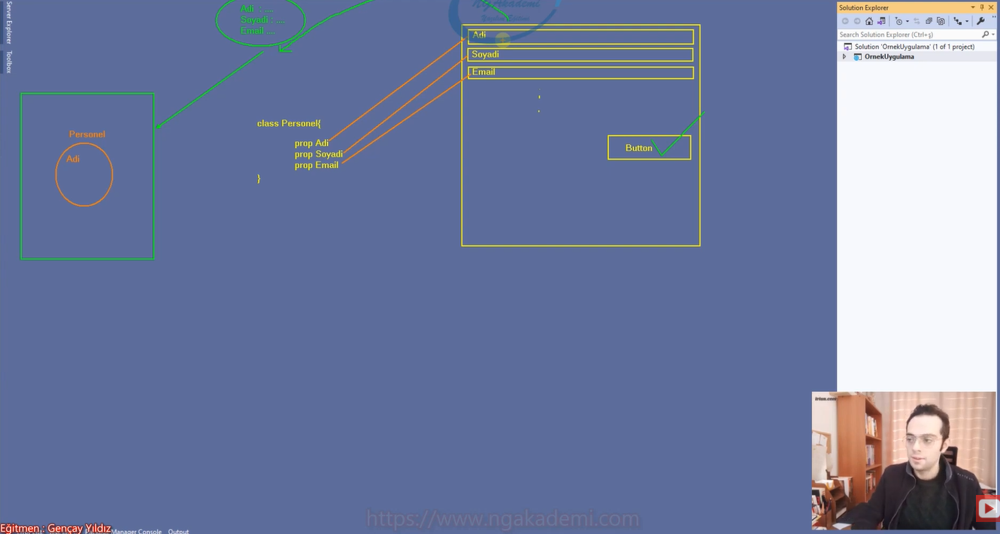 Server Explorer
Toolbox
Adi : ....
Soyadi : ....
Email ....
Ngakademi
Adi
Soyadi
Email
class Personel{
prop Adi
prop Soyadi
prop Email
}
Personel
Adi
Button
Solution Explorer
Search Solution Explorer (Ctrl+ş)
Solution 'OrnekUygulama' (1 of 1 project)
OrnekUygulama
https://www.ngakademi.com
Eğitmen : Gençay Yıldız
Manager Console
Output